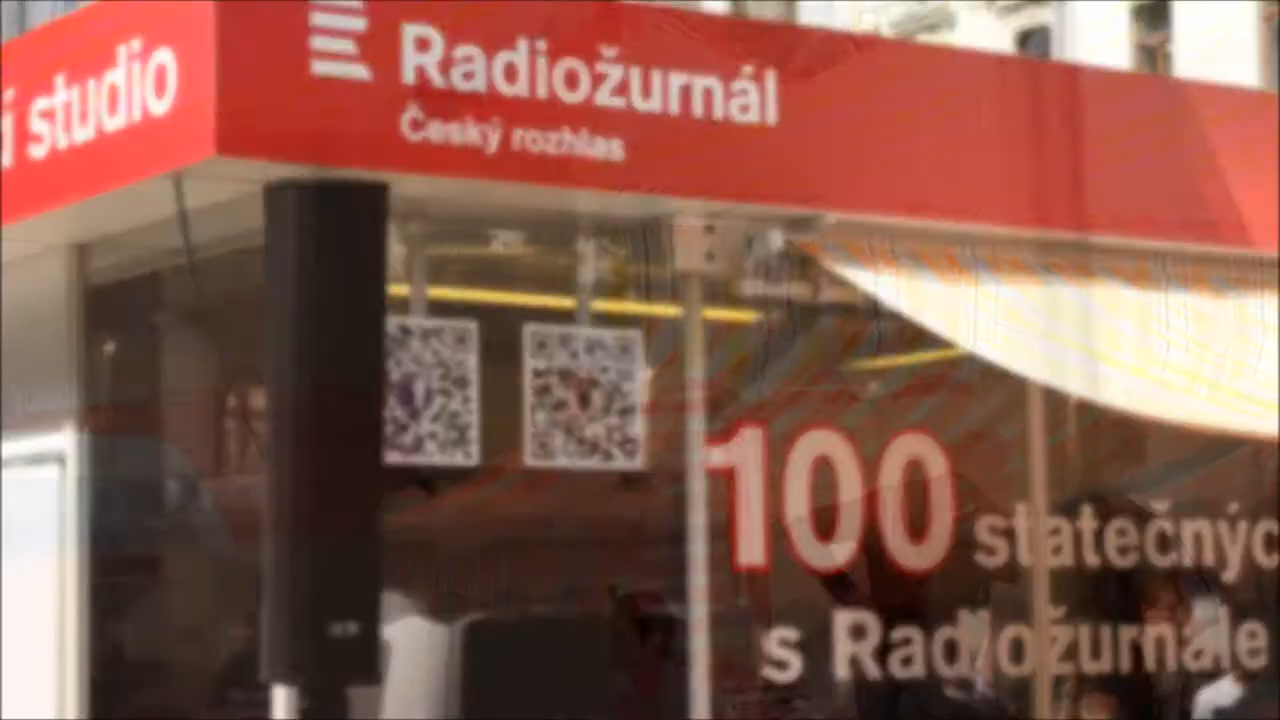 í studio
Radiožurnál
Český rozhlas
100 statečnýc
s Radiožurnále